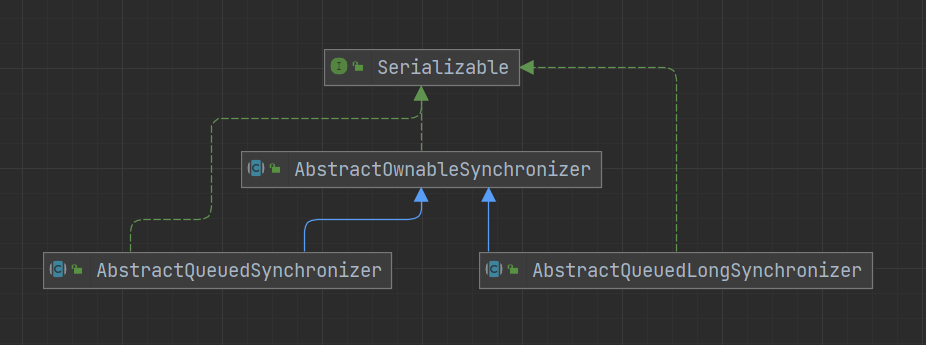 Serializable
AbstractOwnableSynchronizer
AbstractQueuedSynchronizer
AbstractQueuedLongSynchronizer